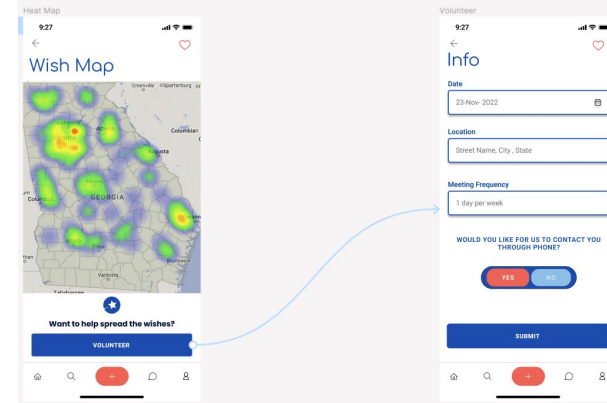 Heat Map
9:27
Wish Map
Greenville
Spartanburg
Columbia
Augusta
GEORGIA
Tifton
Brunswick
Valdosta
Tallahassee
Want to help spread the wishes?
VOLUNTEER
Volunteer
9:27
Info
Date
23-Nov- 2022
Location
Street Name, City , State
Meeting Frequency
1 day per week
WOULD YOU LIKE FOR US TO CONTACT YOU
THROUGH PHONE?
YES NO
SUBMIT